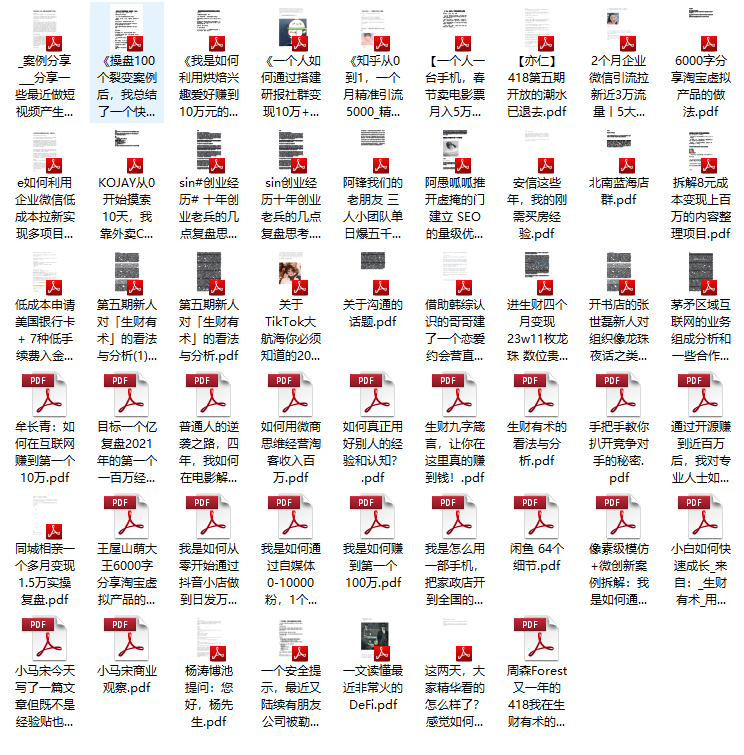 _案例分享
___分享一
些最近做短
视频产生...
《操盘100
个裂变案例
后，我总结
了一个快...
《我是如何
利用烘焙兴
趣爱好赚到
10万元的...
《一个人如
何通过搭建
研报社群变
现10万+...
《知乎从0
到1，一个
月精准引流
5000_精...
【一个人一
台手机，春
节卖电影票
月入5万...
【亦仁】
418第五期
开放的潮水
已退去.pdf
2个月企业
微信引流拉
新近3万流
量丨5大...
6000字分
享淘宝虚拟
产品的做
法.pdf
e如何利用
企业微信低
成本拉新实
现多项目...
KOJAY从0
开始摸索
10天，我
靠外卖C...
sin#创业经
历# 十年创
业老兵的几
点复盘思...
sin创业经
历十年创业
老兵的几点
复盘思考...
阿锋我们的
老朋友 三
人小团队单
日爆五千...
阿愚呱呱推
开虚掩的门
建立 SEO
的量级优...
安信这些
年，我的刚
需买房经
验.pdf
北南蓝海店
群.pdf
拆解8元成
本变现上百
万的内容整
理项目.pdf
低成本申请
美国银行卡
+ 7种低手
续费入金...
第五期新人
对「生财有
术」的看法
与分析(1)...
第五期新人
对「生财有
术」的看法
与分析.pdf
关于
TikTok大
航海你必须
知道的20...
关于沟通的
话题.pdf
借助韩综认
识的哥哥建
了一个恋爱
约会营直...
进生财四个
月变现
23w11枚龙
珠 数位贵...
开书店的张
世磊新人对
组织像龙珠
夜话之类...
茅矛区域互
联网的业务
组成分析和
一些合作...
牟长青：如
何在互联网
赚到第一个
10万.pdf
目标一个亿
复盘2021
年的第一个
一百万经...
普通人的逆
袭之路，四
年，我如何
在电影解...
如何用微商
思维经营淘
客收入百
万.pdf
如何真正用
好别人的经
验和认知？
.pdf
生财九字箴
言，让你在
这里真的赚
到钱！.pdf
生财有术的
看法与分
析.pdf
手把手教你
扒开竞争对
手的秘密.
pdf
通过开源赚
到近百万
后，我对专
业人士如...
同城相亲一
个多月变现
1.5万实操
复盘.pdf
王屋山萌大
王6000字
分享淘宝虚
拟产品的...
我是如何从
零开始通过
抖音小店做
到日发万...
我是如何通
过自媒体
0-10000
粉，1个...
我是如何赚
到第一个
100万.pdf
我是怎么用
一部手机，
把家政店开
到全国的...
闲鱼 64个
细节.pdf
像素级模仿
+微创新案
例拆解：我
是如何通...
小白如何快
速成长_来
自：_生财
有术_用...
小马宋今天
写了一篇文
章但既不是
经验贴也...
小马宋商业
观察.pdf
杨涛博池
提问：您
好，杨先
生.pdf
一个安全提
示，最近又
陆续有朋友
公司被勒...
一文读懂最
近非常火的
DeFi.pdf
这两天，大
家精华看的
怎么样了？
感觉如何...
周森Forest
又一年的
418我在生
财有术的...